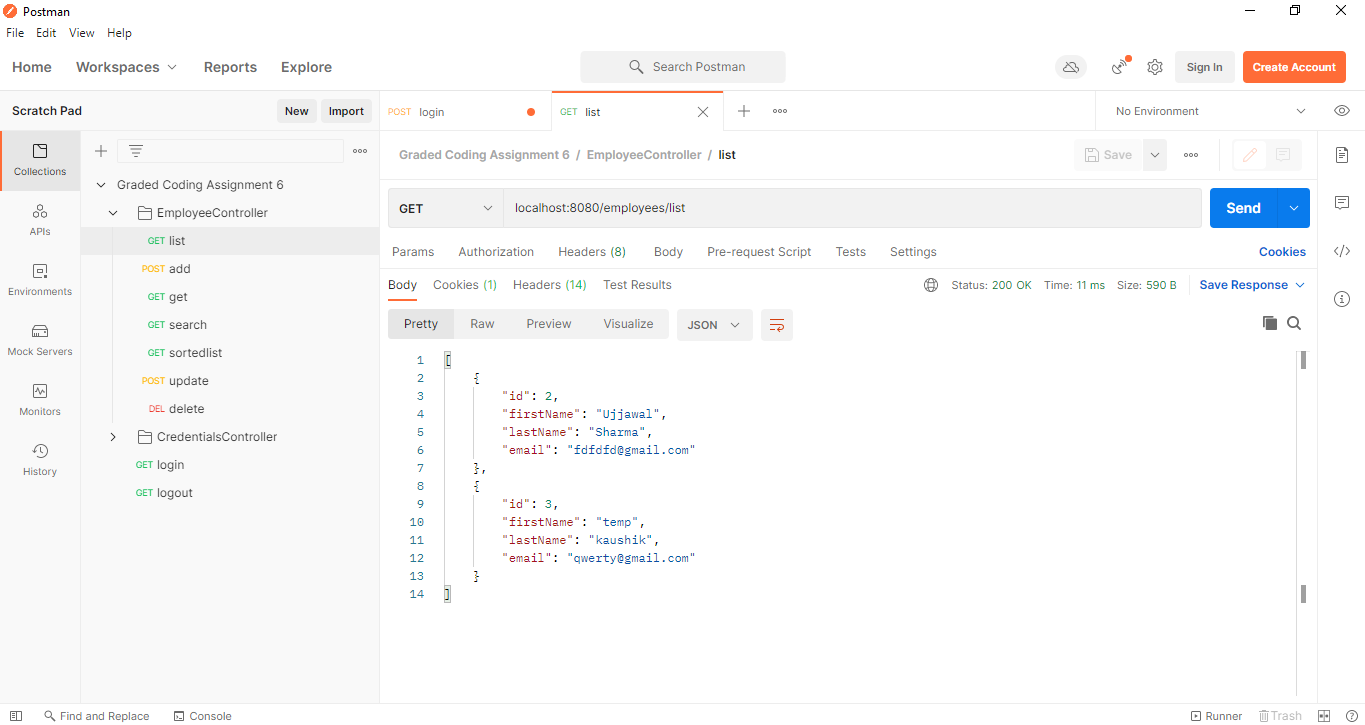 Postman
File Edit View Help
Home Workspaces Reports Explore
Search Postman
Sign In
Create Account
Scratch Pad
New
Import
POST login
GET list
No Environment
Collections
APIs
Environments
Mock Servers
Monitors
History
Graded Coding Assignment 6
EmployeeController
GET list
POST add
GET get
GET search
GET sortedlist
POST update
DEL delete
CredentialsController
GET login
GET logout
Graded Coding Assignment 6 / EmployeeController / list
Save
GET
localhost:8080/employees/list
Send
Params Authorization Headers (8) Body Pre-request Script Tests Settings
Cookies
Body Cookies (1) Headers (14) Test Results
Status: 200 OK Time: 11 ms Size: 590 B
Save Response
Pretty Raw Preview Visualize
JSON
1 [
2 {
3 "id": 2,
4 "firstName": "Ujjawal",
5 "lastName": "Sharma",
6 "email": "fdfdfd@gmail.com"
7 },
8 {
9 "id": 3,
10 "firstName": "temp",
11 "lastName": "kaushik",
12 "email": "qwerty@gmail.com"
13 }
14 ]
Find and Replace
Console
Runner
Trash